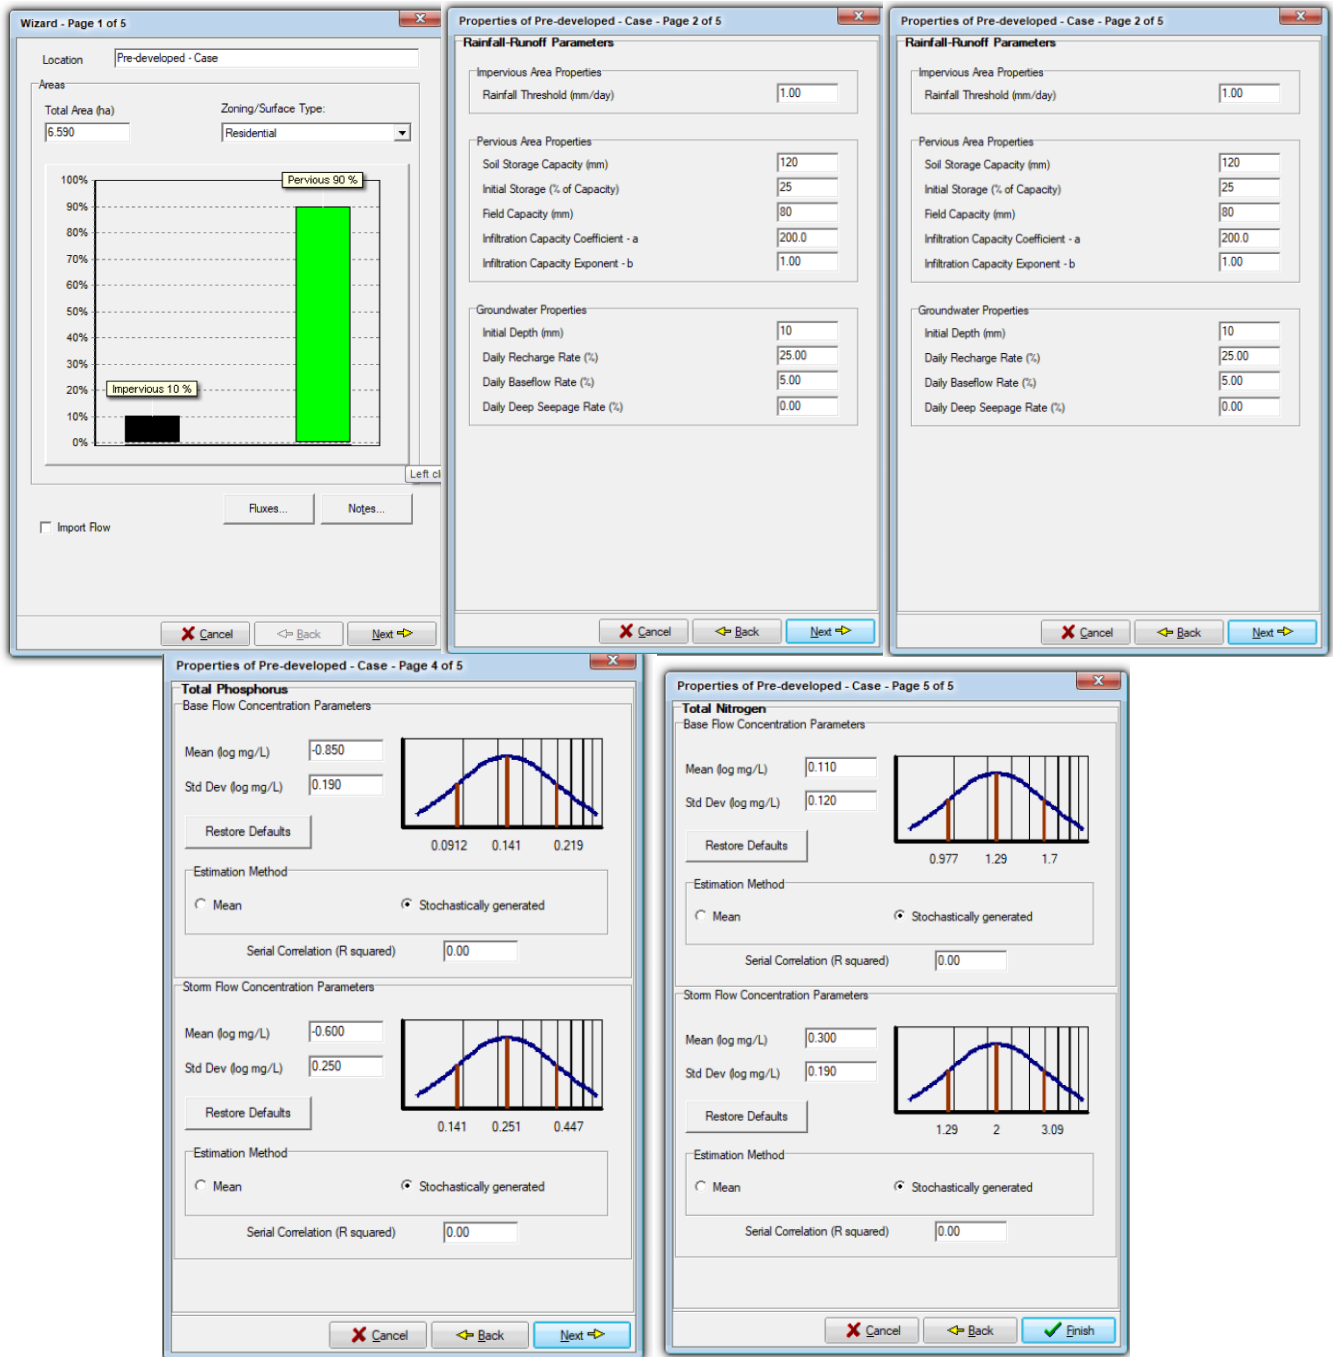 Wizard - Page 1 of 5
Location Pre-developed - Case
Areas
Total Area (ha) Zoning/Surface Type:
6.590 Residential
100%
90%
80%
70%
60%
50%
40%
30%
20%
10%
0%
Pervious 90 %
Impervious 10 %
Left cl
Fluxes... Notes...
Import Flow
Cancel Back Next
Properties of Pre-developed - Case - Page 2 of 5
Rainfall-Runoff Parameters
Impervious Area Properties
Rainfall Threshold (mm/day) 1.00
Pervious Area Properties
Soil Storage Capacity (mm) 120
Initial Storage (% of Capacity) 25
Field Capacity (mm) 80
Infiltration Capacity Coefficient - a 200.0
Infiltration Capacity Exponent - b 1.00
Groundwater Properties
Initial Depth (mm) 10
Daily Recharge Rate (%) 25.00
Daily Baseflow Rate (%) 5.00
Daily Deep Seepage Rate (%) 0.00
Cancel Back Next
Properties of Pre-developed - Case - Page 2 of 5
Rainfall-Runoff Parameters
Impervious Area Properties
Rainfall Threshold (mm/day) 1.00
Pervious Area Properties
Soil Storage Capacity (mm) 120
Initial Storage (% of Capacity) 25
Field Capacity (mm) 80
Infiltration Capacity Coefficient - a 200.0
Infiltration Capacity Exponent - b 1.00
Groundwater Properties
Initial Depth (mm) 10
Daily Recharge Rate (%) 25.00
Daily Baseflow Rate (%) 5.00
Daily Deep Seepage Rate (%) 0.00
Cancel Back Next
Properties of Pre-developed - Case - Page 4 of 5
Total Phosphorus
Base Flow Concentration Parameters
Mean (log mg/L) -0.850
Std Dev (log mg/L) 0.190
Restore Defaults
0.0912 0.141 0.219
Estimation Method
Mean Stochastically generated
Serial Correlation (R squared) 0.00
Storm Flow Concentration Parameters
Mean (log mg/L) -0.600
Std Dev (log mg/L) 0.250
Restore Defaults
0.141 0.251 0.447
Estimation Method
Mean Stochastically generated
Serial Correlation (R squared) 0.00
Cancel Back Next
Properties of Pre-developed - Case - Page 5 of 5
Total Nitrogen
Base Flow Concentration Parameters
Mean (log mg/L) 0.110
Std Dev (log mg/L) 0.120
Restore Defaults
0.977 1.29 1.7
Estimation Method
Mean Stochastically generated
Serial Correlation (R squared) 0.00
Storm Flow Concentration Parameters
Mean (log mg/L) 0.300
Std Dev (log mg/L) 0.190
Restore Defaults
1.29 2 3.09
Estimation Method
Mean Stochastically generated
Serial Correlation (R squared) 0.00
Cancel Back Finish